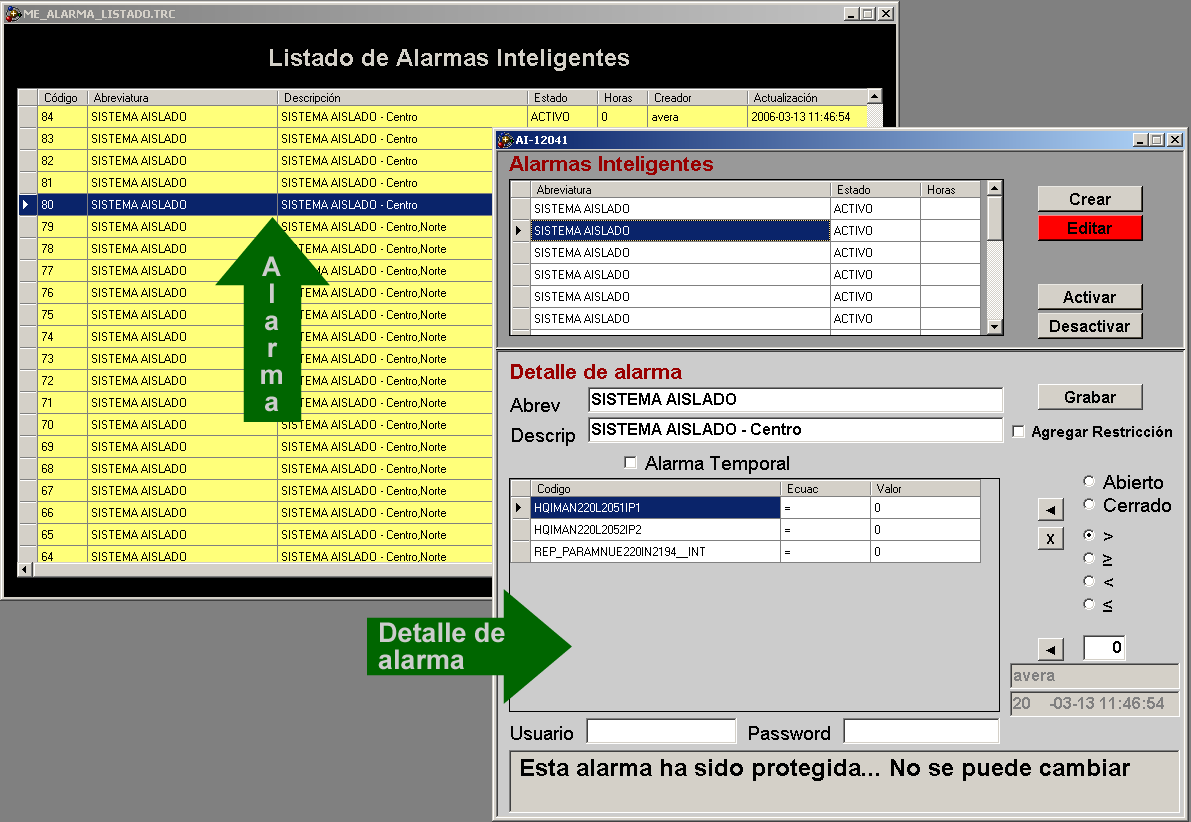 ME_ALARMA_LISTADO.TRC
Listado de Alarmas Inteligentes
Código Abreviatura Descripción Estado Horas Creador Actualización
84 SISTEMA AISLADO SISTEMA AISLADO - Centro ACTIVO 0 avera 2006-03-13 11:46:54
83 SISTEMA AISLADO SISTEMA AISLADO - Centro
82 SISTEMA AISLADO SISTEMA AISLADO - Centro
81 SISTEMA AISLADO SISTEMA AISLADO - Centro
80 SISTEMA AISLADO SISTEMA AISLADO - Centro
79 SISTEMA AISLADO SISTEMA AISLADO - Centro,Norte
78 SISTEMA AISLADO SISTEMA AISLADO - Centro,Norte
77 SISTEMA AISLADO SISTEMA AISLADO - Centro,Norte
76 SISTEMA AISLADO SISTEMA AISLADO - Centro,Norte
75 SISTEMA AISLADO SISTEMA AISLADO - Centro,Norte
74 SISTEMA AISLADO SISTEMA AISLADO - Centro,Norte
73 SISTEMA AISLADO SISTEMA AISLADO - Centro,Norte
72 SISTEMA AISLADO SISTEMA AISLADO - Centro,Norte
71 SISTEMA AISLADO SISTEMA AISLADO - Centro,Norte
70 SISTEMA AISLADO SISTEMA AISLADO - Centro,Norte
69 SISTEMA AISLADO SISTEMA AISLADO - Centro,Norte
68 SISTEMA AISLADO SISTEMA AISLADO - Centro,Norte
67 SISTEMA AISLADO SISTEMA AISLADO - Centro,Norte
66 SISTEMA AISLADO SISTEMA AISLADO - Centro,Norte
65 SISTEMA AISLADO SISTEMA AISLADO - Centro,Norte
64 SISTEMA AISLADO SISTEMA AISLADO - Centro,Norte
Alarma
Detalle de
alarma
AI-12041
Alarmas Inteligentes
Abreviatura Estado Horas
SISTEMA AISLADO ACTIVO
SISTEMA AISLADO ACTIVO
SISTEMA AISLADO ACTIVO
SISTEMA AISLADO ACTIVO
SISTEMA AISLADO ACTIVO
SISTEMA AISLADO ACTIVO
Crear
Editar
Activar
Desactivar
Detalle de alarma
Abrev SISTEMA AISLADO
Descrip SISTEMA AISLADO - Centro
Grabar
Agregar Restricción
Alarma Temporal
Codigo Ecuac Valor
HQIMAN220L2051IP1 = 0
HQIMAN220L2052IP2 = 0
REP_PARAMNUE220IN2194__INT = 0
Abierto
Cerrado
X
>
≥
<
≤
0
avera
20 -03-13 11:46:54
Usuario Password
Esta alarma ha sido protegida... No se puede cambiar